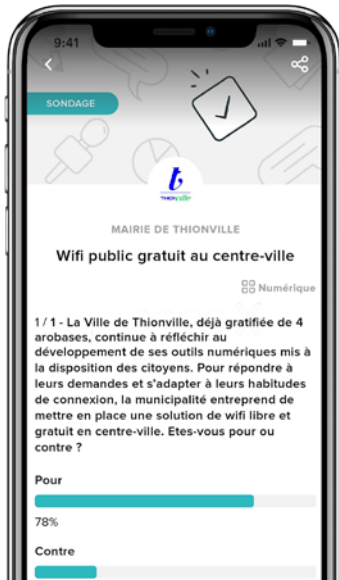 9:41
SONDAGE
t
THIONVille
MAIRIE DE THIONVILLE
Wifi public gratuit au centre-ville
Numérique
1 / 1 - La Ville de Thionville, déjà gratifiée de 4
arobases, continue à réfléchir au
développement de ses outils numériques mis à
la disposition des citoyens. Pour répondre à
leurs demandes et s'adapter à leurs habitudes
de connexion, la municipalité entreprend de
mettre en place une solution de wifi libre et
gratuit en centre-ville. Etes-vous pour ou
contre ?
Pour
78%
Contre